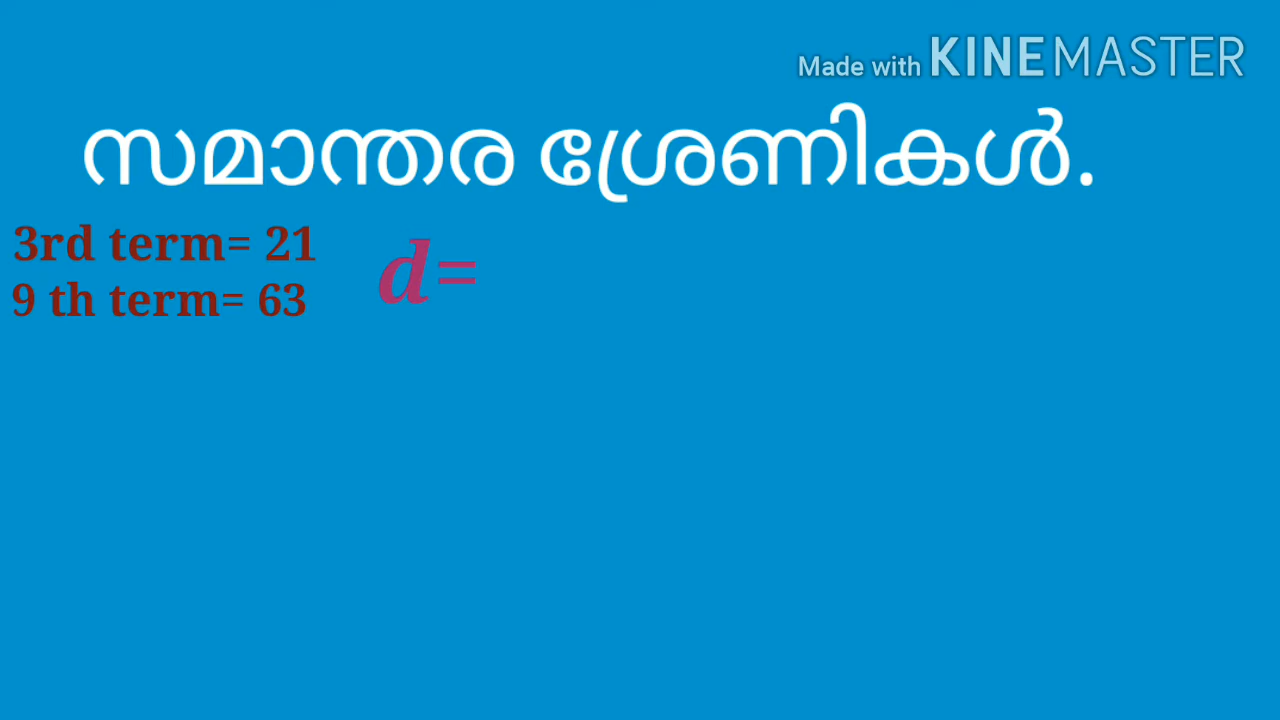 Made with KINEMASTER
സമാന്തര ശ്രേണികൾ.
3rd term= 21
d=
9 th term= 63